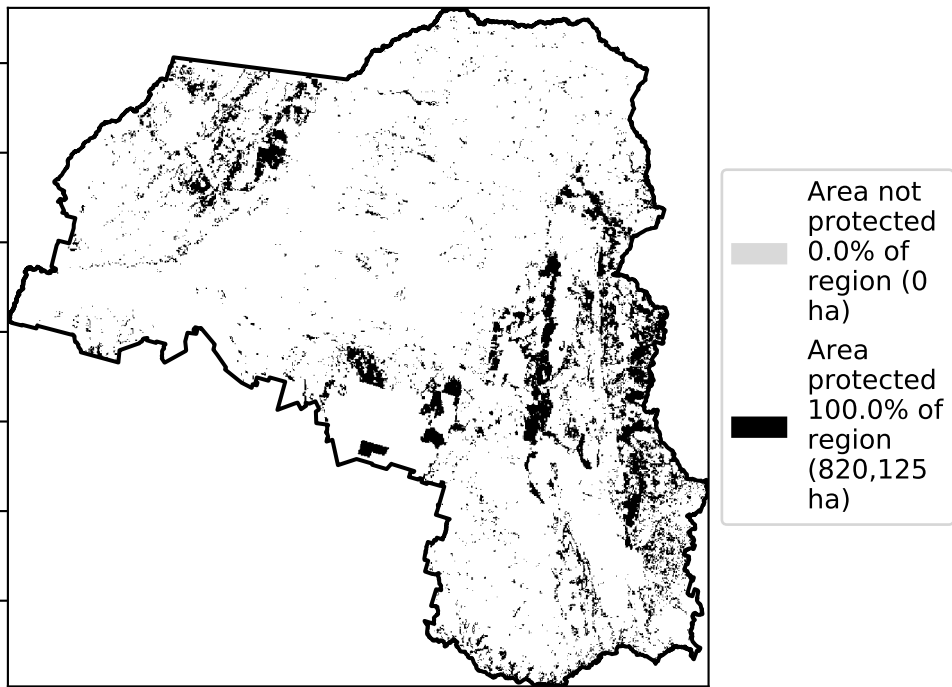 Area not
protected
0.0% of
region (0
ha)
Area
protected
100.0% of
region
(820,125
ha)